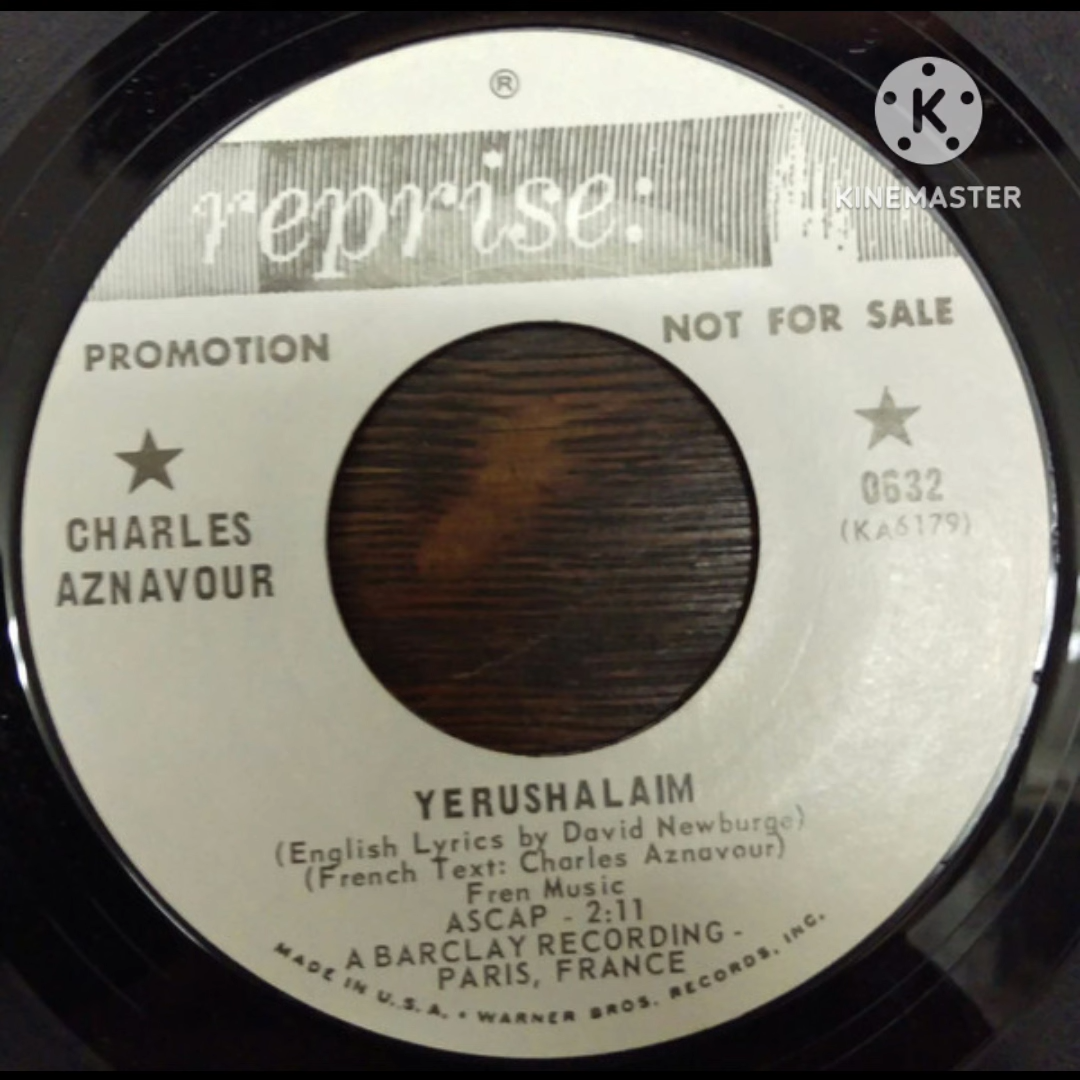 ®
K
KINEMASTER
reprise:
PROMOTION
NOT FOR SALE
CHARLES
AZNAVOUR
0632
(KA6179)
YERUSHALAIM
(English Lyrics by David Newburge)
(French Text: Charles Aznavour)
Fren Music
ASCAP - 2:11
A BARCLAY RECORDING -
PARIS, FRANCE
MADE IN U.S.A. • WARNER BROS. RECORDS, INC.